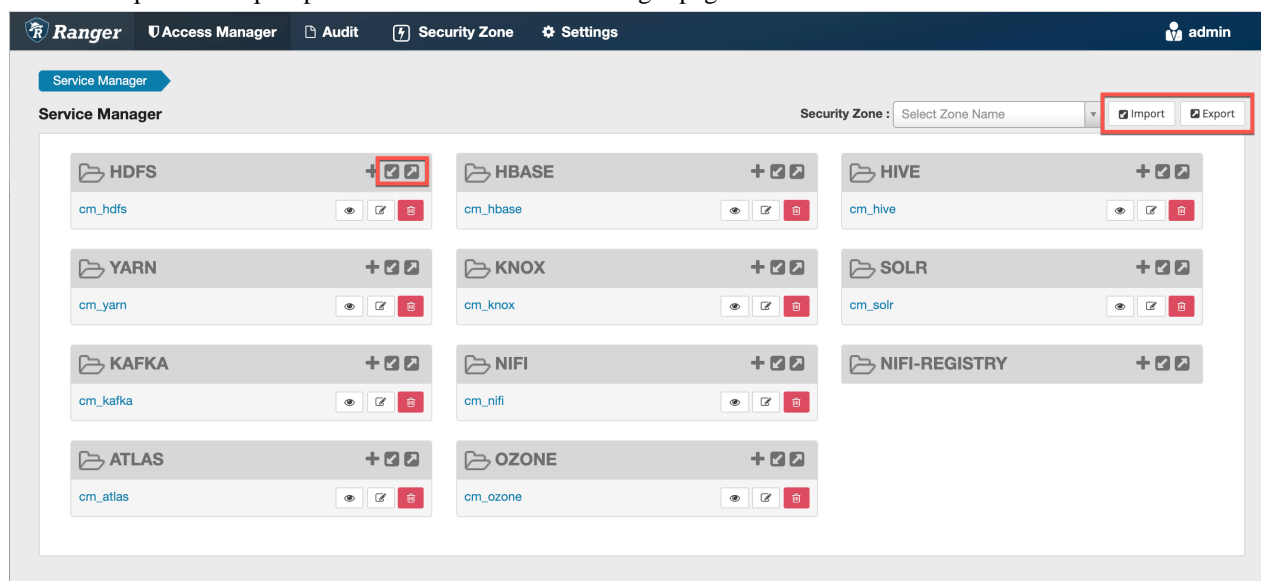 Ranger Access Manager Audit Security Zone Settings admin
Service Manager
Service Manager Security Zone : Select Zone Name Import Export
HDFS HBASE HIVE
cm_hdfs cm_hbase cm_hive
YARN KNOX SOLR
cm_yarn cm_knox cm_solr
KAFKA NIFI NIFI-REGISTRY
cm_kafka cm_nifi
ATLAS OZONE
cm_atlas cm_ozone